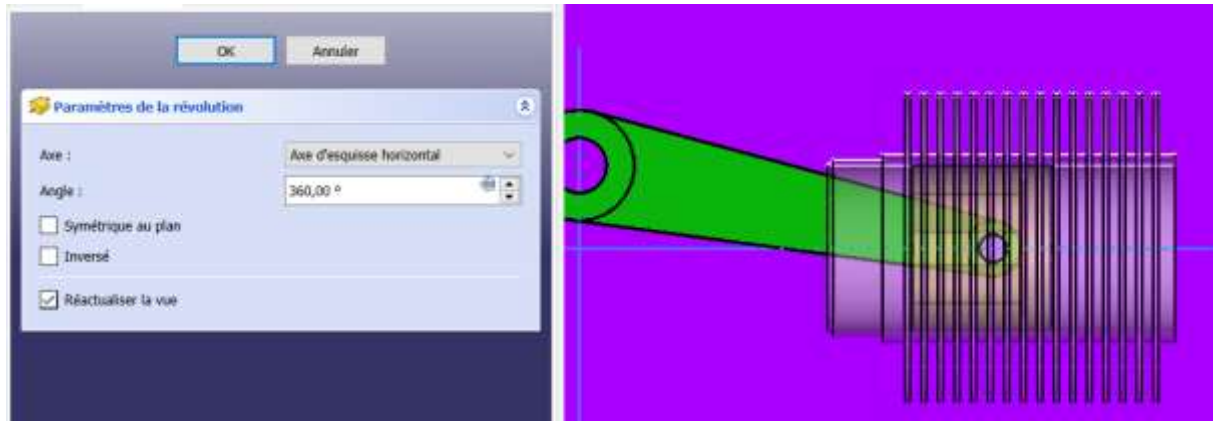 OK Annuler
Paramètres de la révolution
Axe : Axe d'esquisse horizontal
Angle : 360,00 °
Symétrique au plan
Inversé
Réactualiser la vue